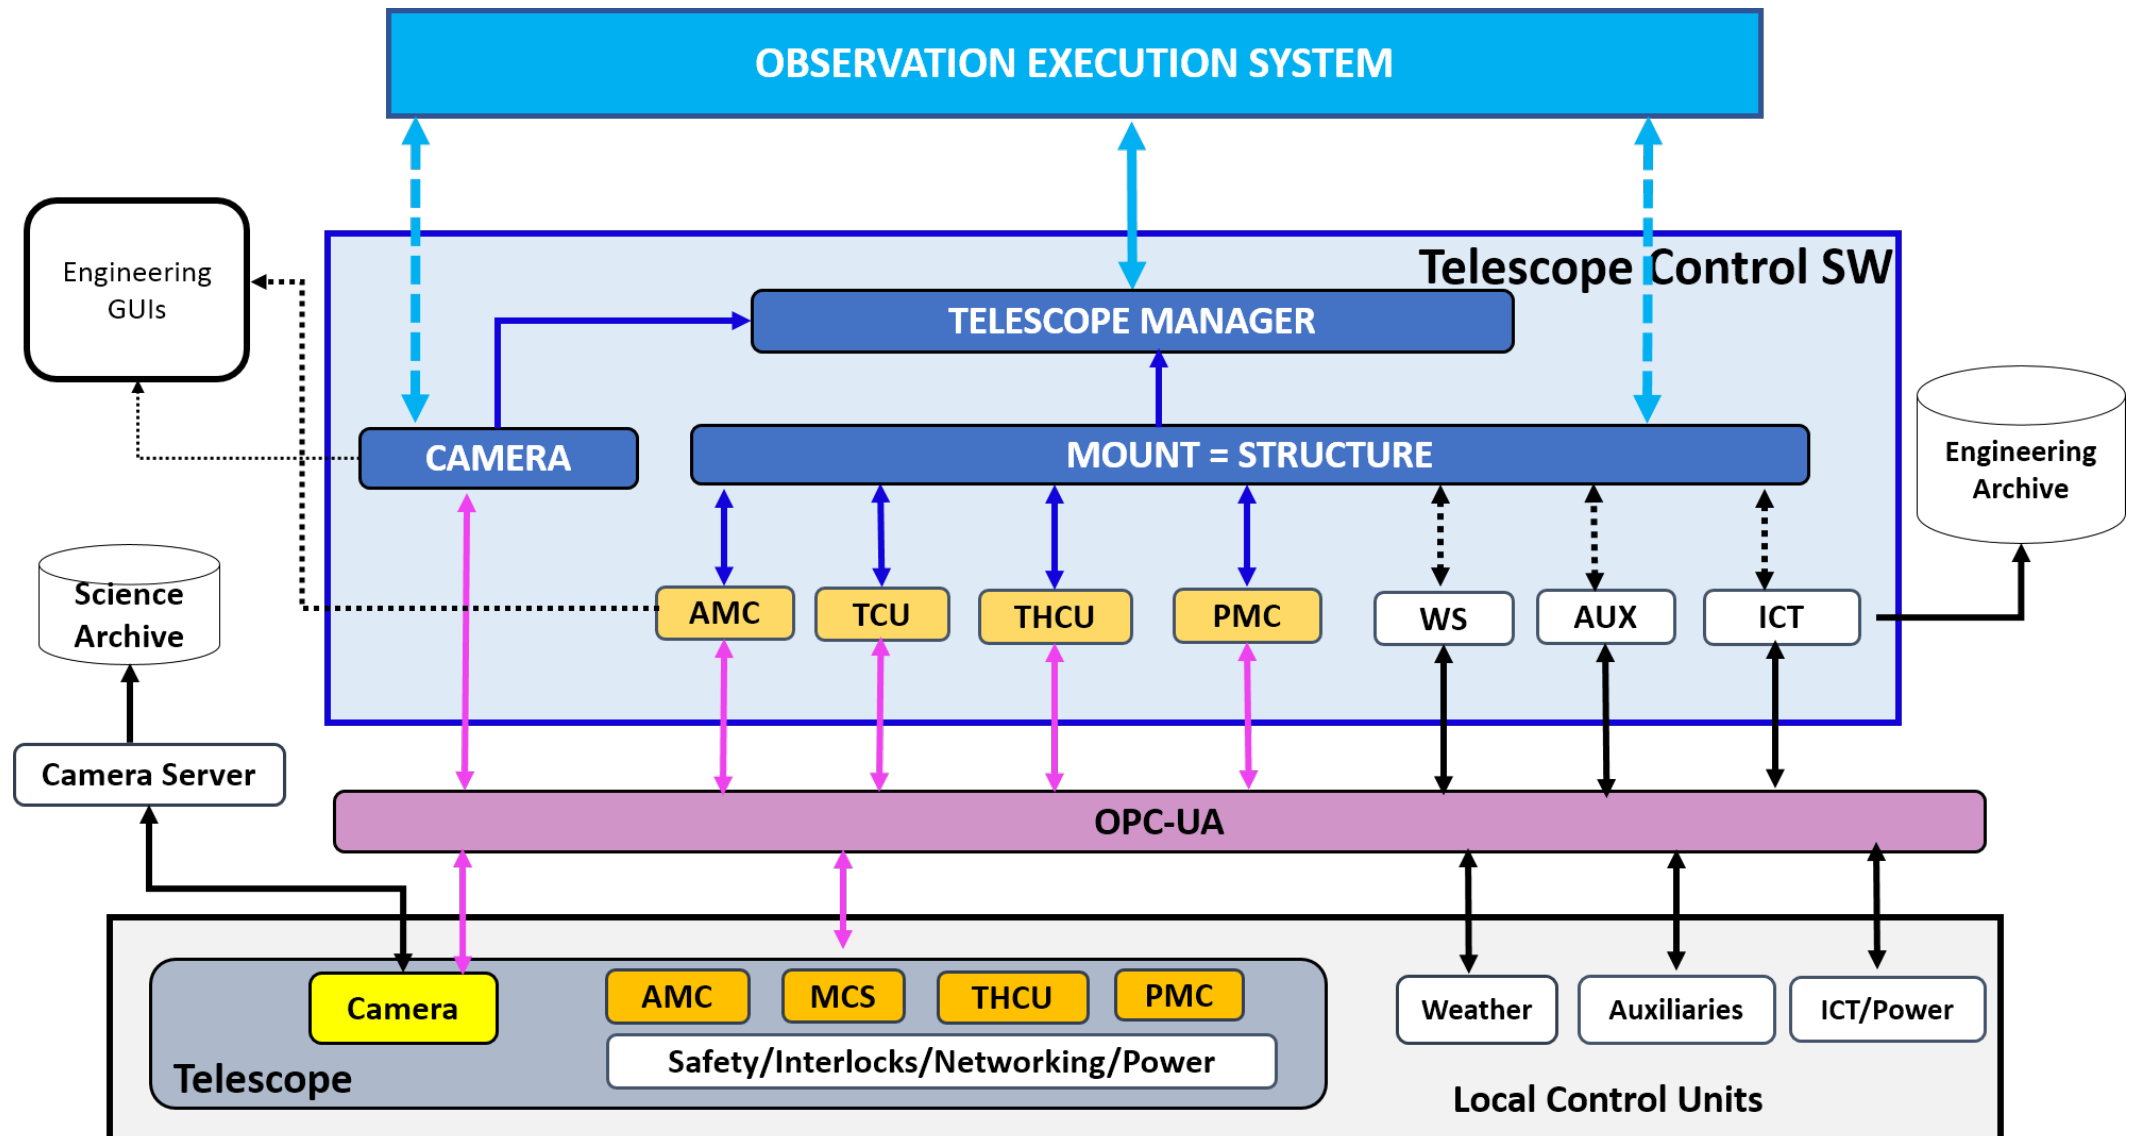 OBSERVATION EXECUTION SYSTEM
Telescope Control SW
Engineering
GUIs
TELESCOPE MANAGER
CAMERA
MOUNT = STRUCTURE
Engineering
Archive
Science
Archive
AMC
TCU
THCU
PMC
WS
AUX
ICT
Camera Server
OPC-UA
Camera
AMC
MCS
THCU
PMC
Safety/Interlocks/Networking/Power
Telescope
Weather
Auxiliaries
ICT/Power
Local Control Units